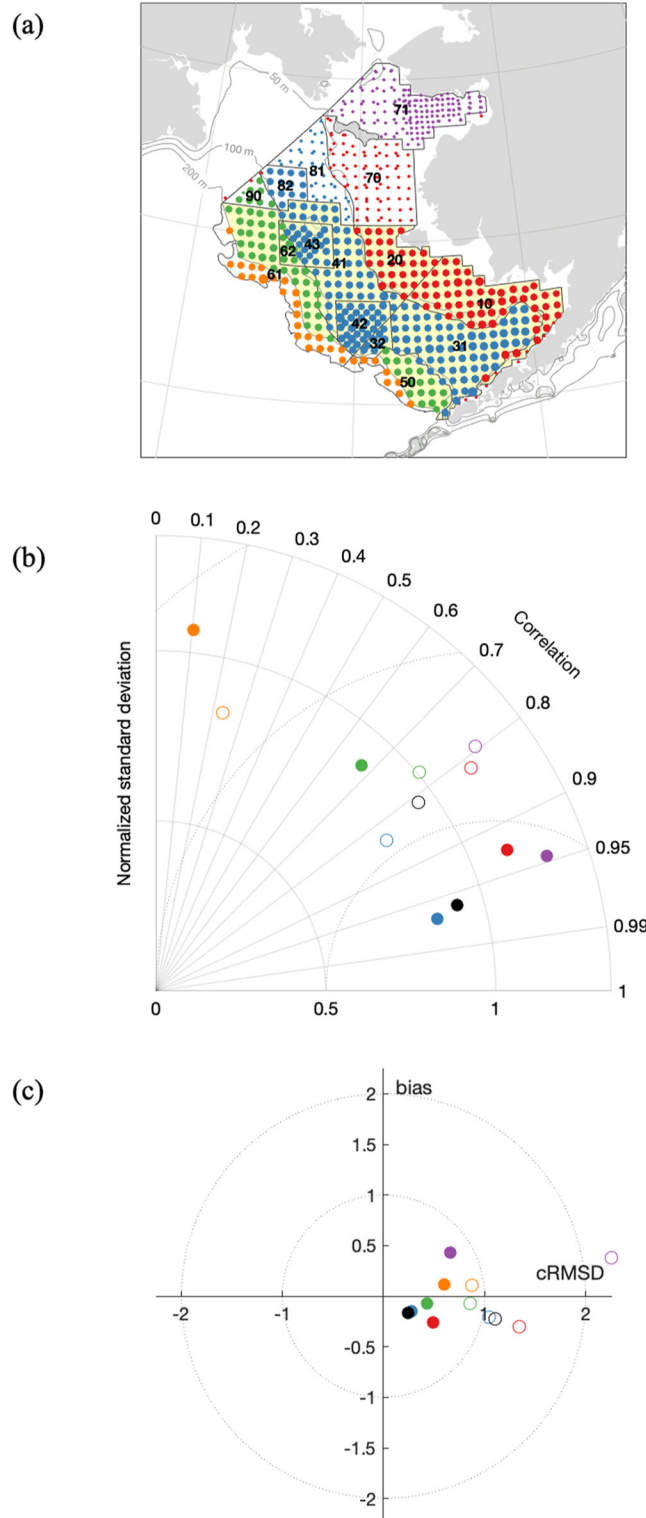 (a)
50 m
100 m
200 m
71
81
70
82
90
43
62
41
20
61
10
42
32
31
50
(b)
0 0.1 0.2 0.3 0.4 0.5 0.6 0.7 0.8 0.9 0.95 0.99 1
Correlation
Normalized standard deviation
0 0.5 1
(c)
bias
2
1.5
1
0.5
cRMSD
-2 -1 1 2
-0.5
-1
-1.5
-2